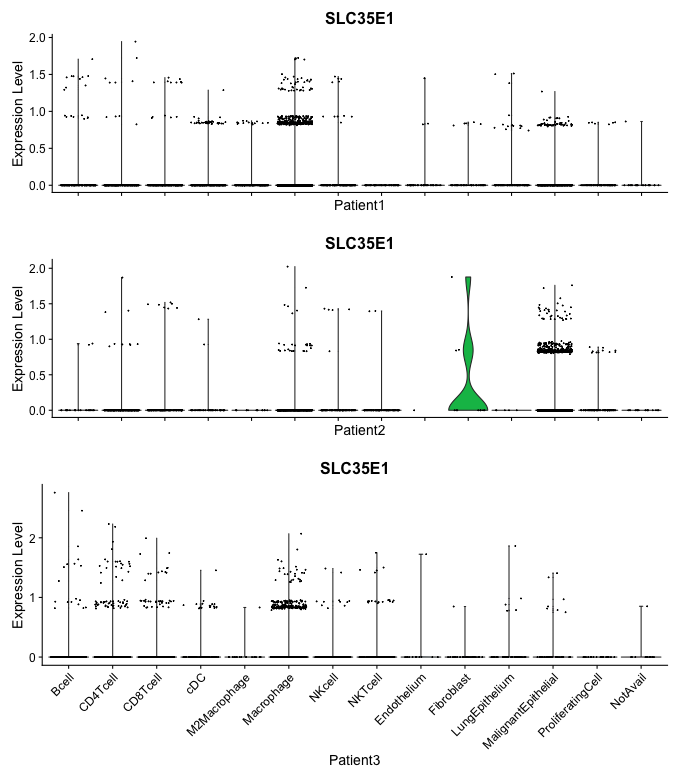 SLC35E1
2.0
1.5
1.0
0.5
0.0
Expression Level
Patient1
SLC35E1
2.0
1.5
1.0
0.5
0.0
Expression Level
Patient2
SLC35E1
2
1
0
Expression Level
Bcell
CD4Tcell
CD8Tcell
cDC
M2Macrophage
Macrophage
NKcell
NKTcell
Endothelium
Fibroblast
LungEpithelium
MalignantEpithelial
ProliferatingCell
NotAvail
Patient3